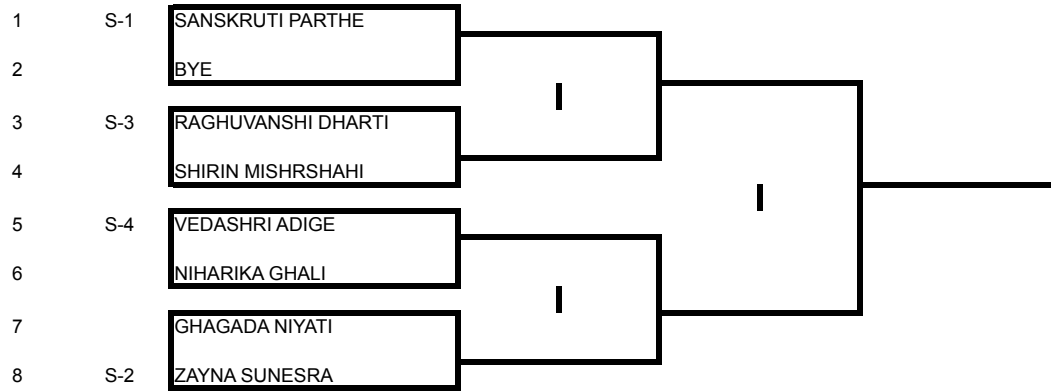 1 S-1 SANSKRUTI PARTHE
2 BYE
I
3 S-3 RAGHUVANSHI DHARTI
4 SHIRIN MISHRSHAHI
I
5 S-4 VEDASHRI ADIGE
6 NIHARIKA GHALI
I
7 GHAGADA NIYATI
8 S-2 ZAYNA SUNESRA